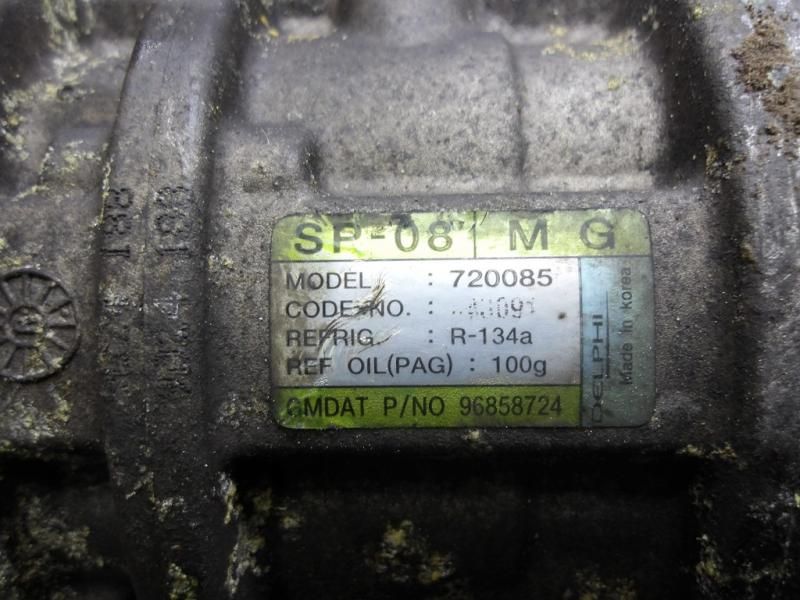 SP-08 M G
MODEL : 720085
CODE NO. :
REFRIG. : R-134a
REF OIL(PAG) : 100g
GMDAT P/NO 96858724
DELPHI
Made in Korea